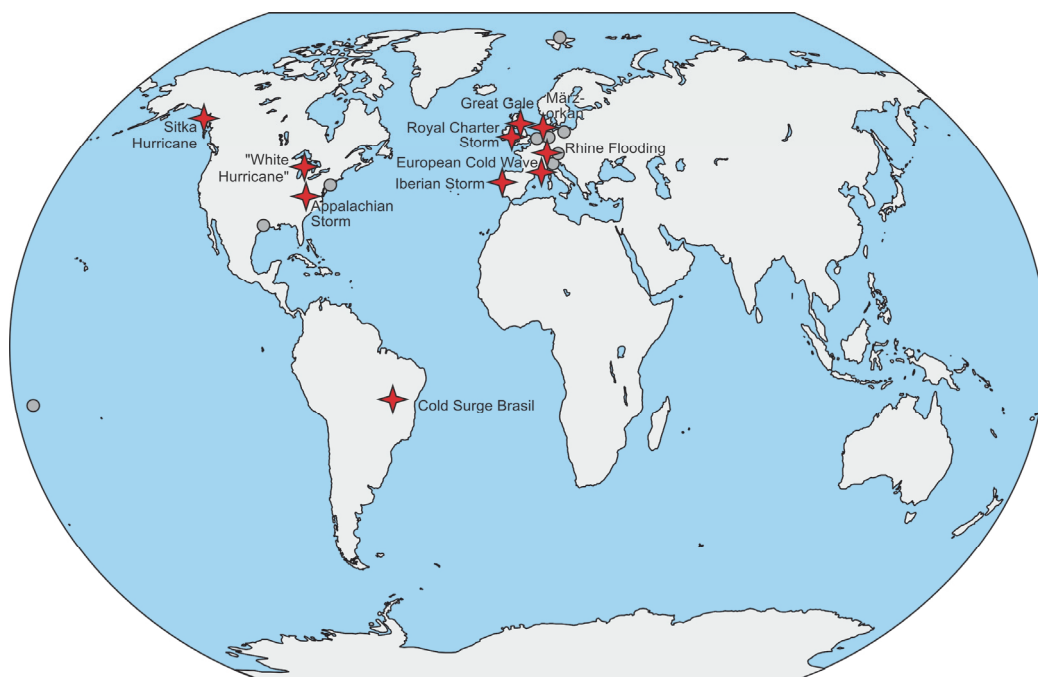 Great Gale
März-
orkan
Sitka
Hurricane
Royal Charter
Storm
Rhine Flooding
"White
Hurricane"
European Cold Wave
Iberian Storm
Appalachian
Storm
Cold Surge Brasil